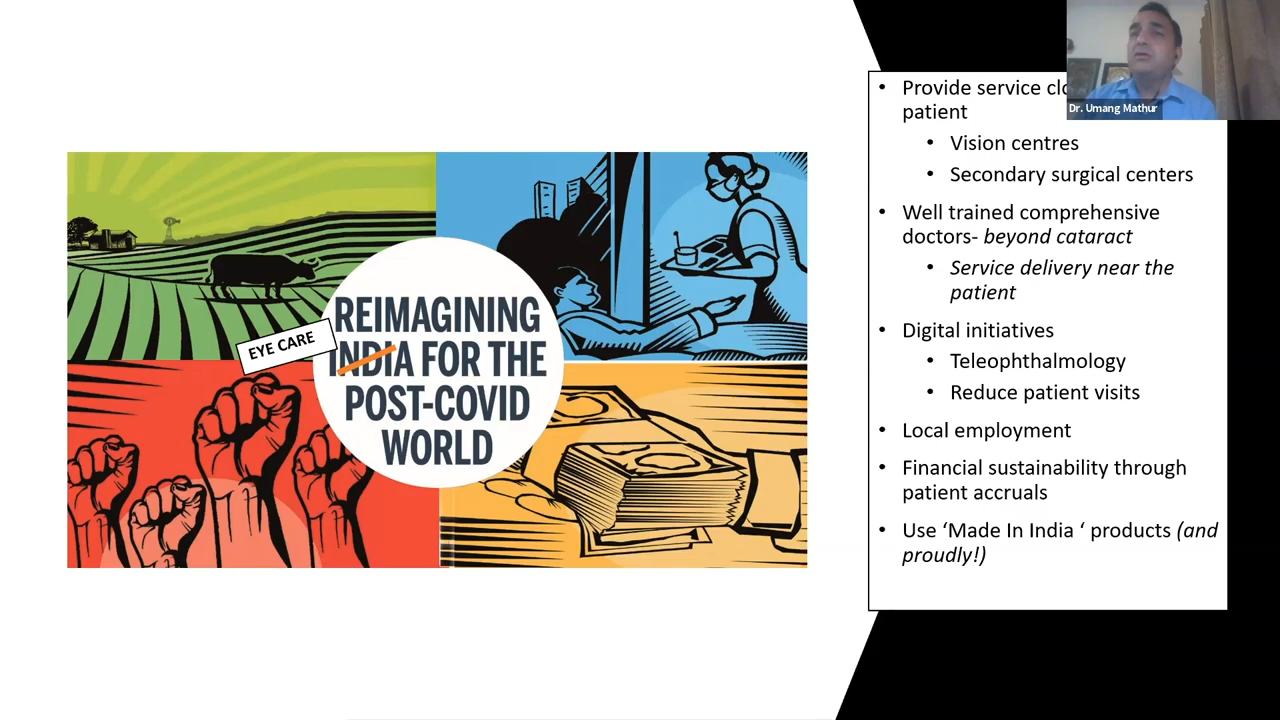 EYE CARE
REIMAGINING
INDIA FOR THE
POST-COVID
WORLD
Dr. Umang Mathur
• Provide service
patient
• Vision centres
• Secondary surgical centers
• Well trained comprehensive
doctors- beyond cataract
• Service delivery near the
patient
• Digital initiatives
• Teleophthalmology
• Reduce patient visits
• Local employment
• Financial sustainability through
patient accruals
• Use ‘Made In India ‘ products (and
proudly!)